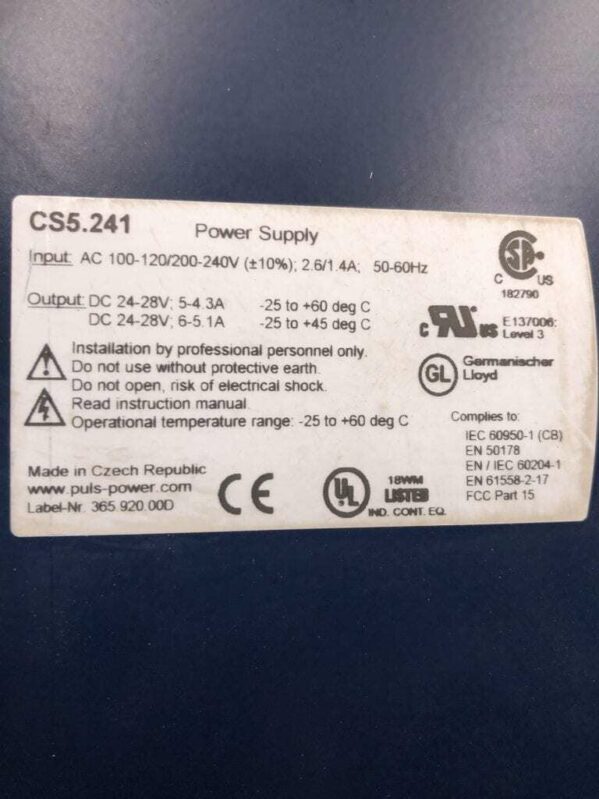 CS5.241
Power Supply
Input: AC 100-120/200-240V (±10%); 2.6/1.4A; 50-60Hz
Output: DC 24-28V; 5-4.3A -25 to +60 deg C
DC 24-28V; 6-5.1A -25 to +45 deg C
Installation by professional personnel only.
Do not use without protective earth.
Do not open, risk of electrical shock.
Read instruction manual.
Operational temperature range: -25 to +60 deg C
Made in Czech Republic
www.puls-power.com
Label-Nr. 365.920.00D
CE
UL
18WM
LISTED
IND. CONT. EQ.
SA
C US
182790
c RU us
E137006:
Level 3
GL
Germanischer
Lloyd
Complies to:
IEC 60950-1 (CB)
EN 50178
EN / IEC 60204-1
EN 61558-2-17
FCC Part 15